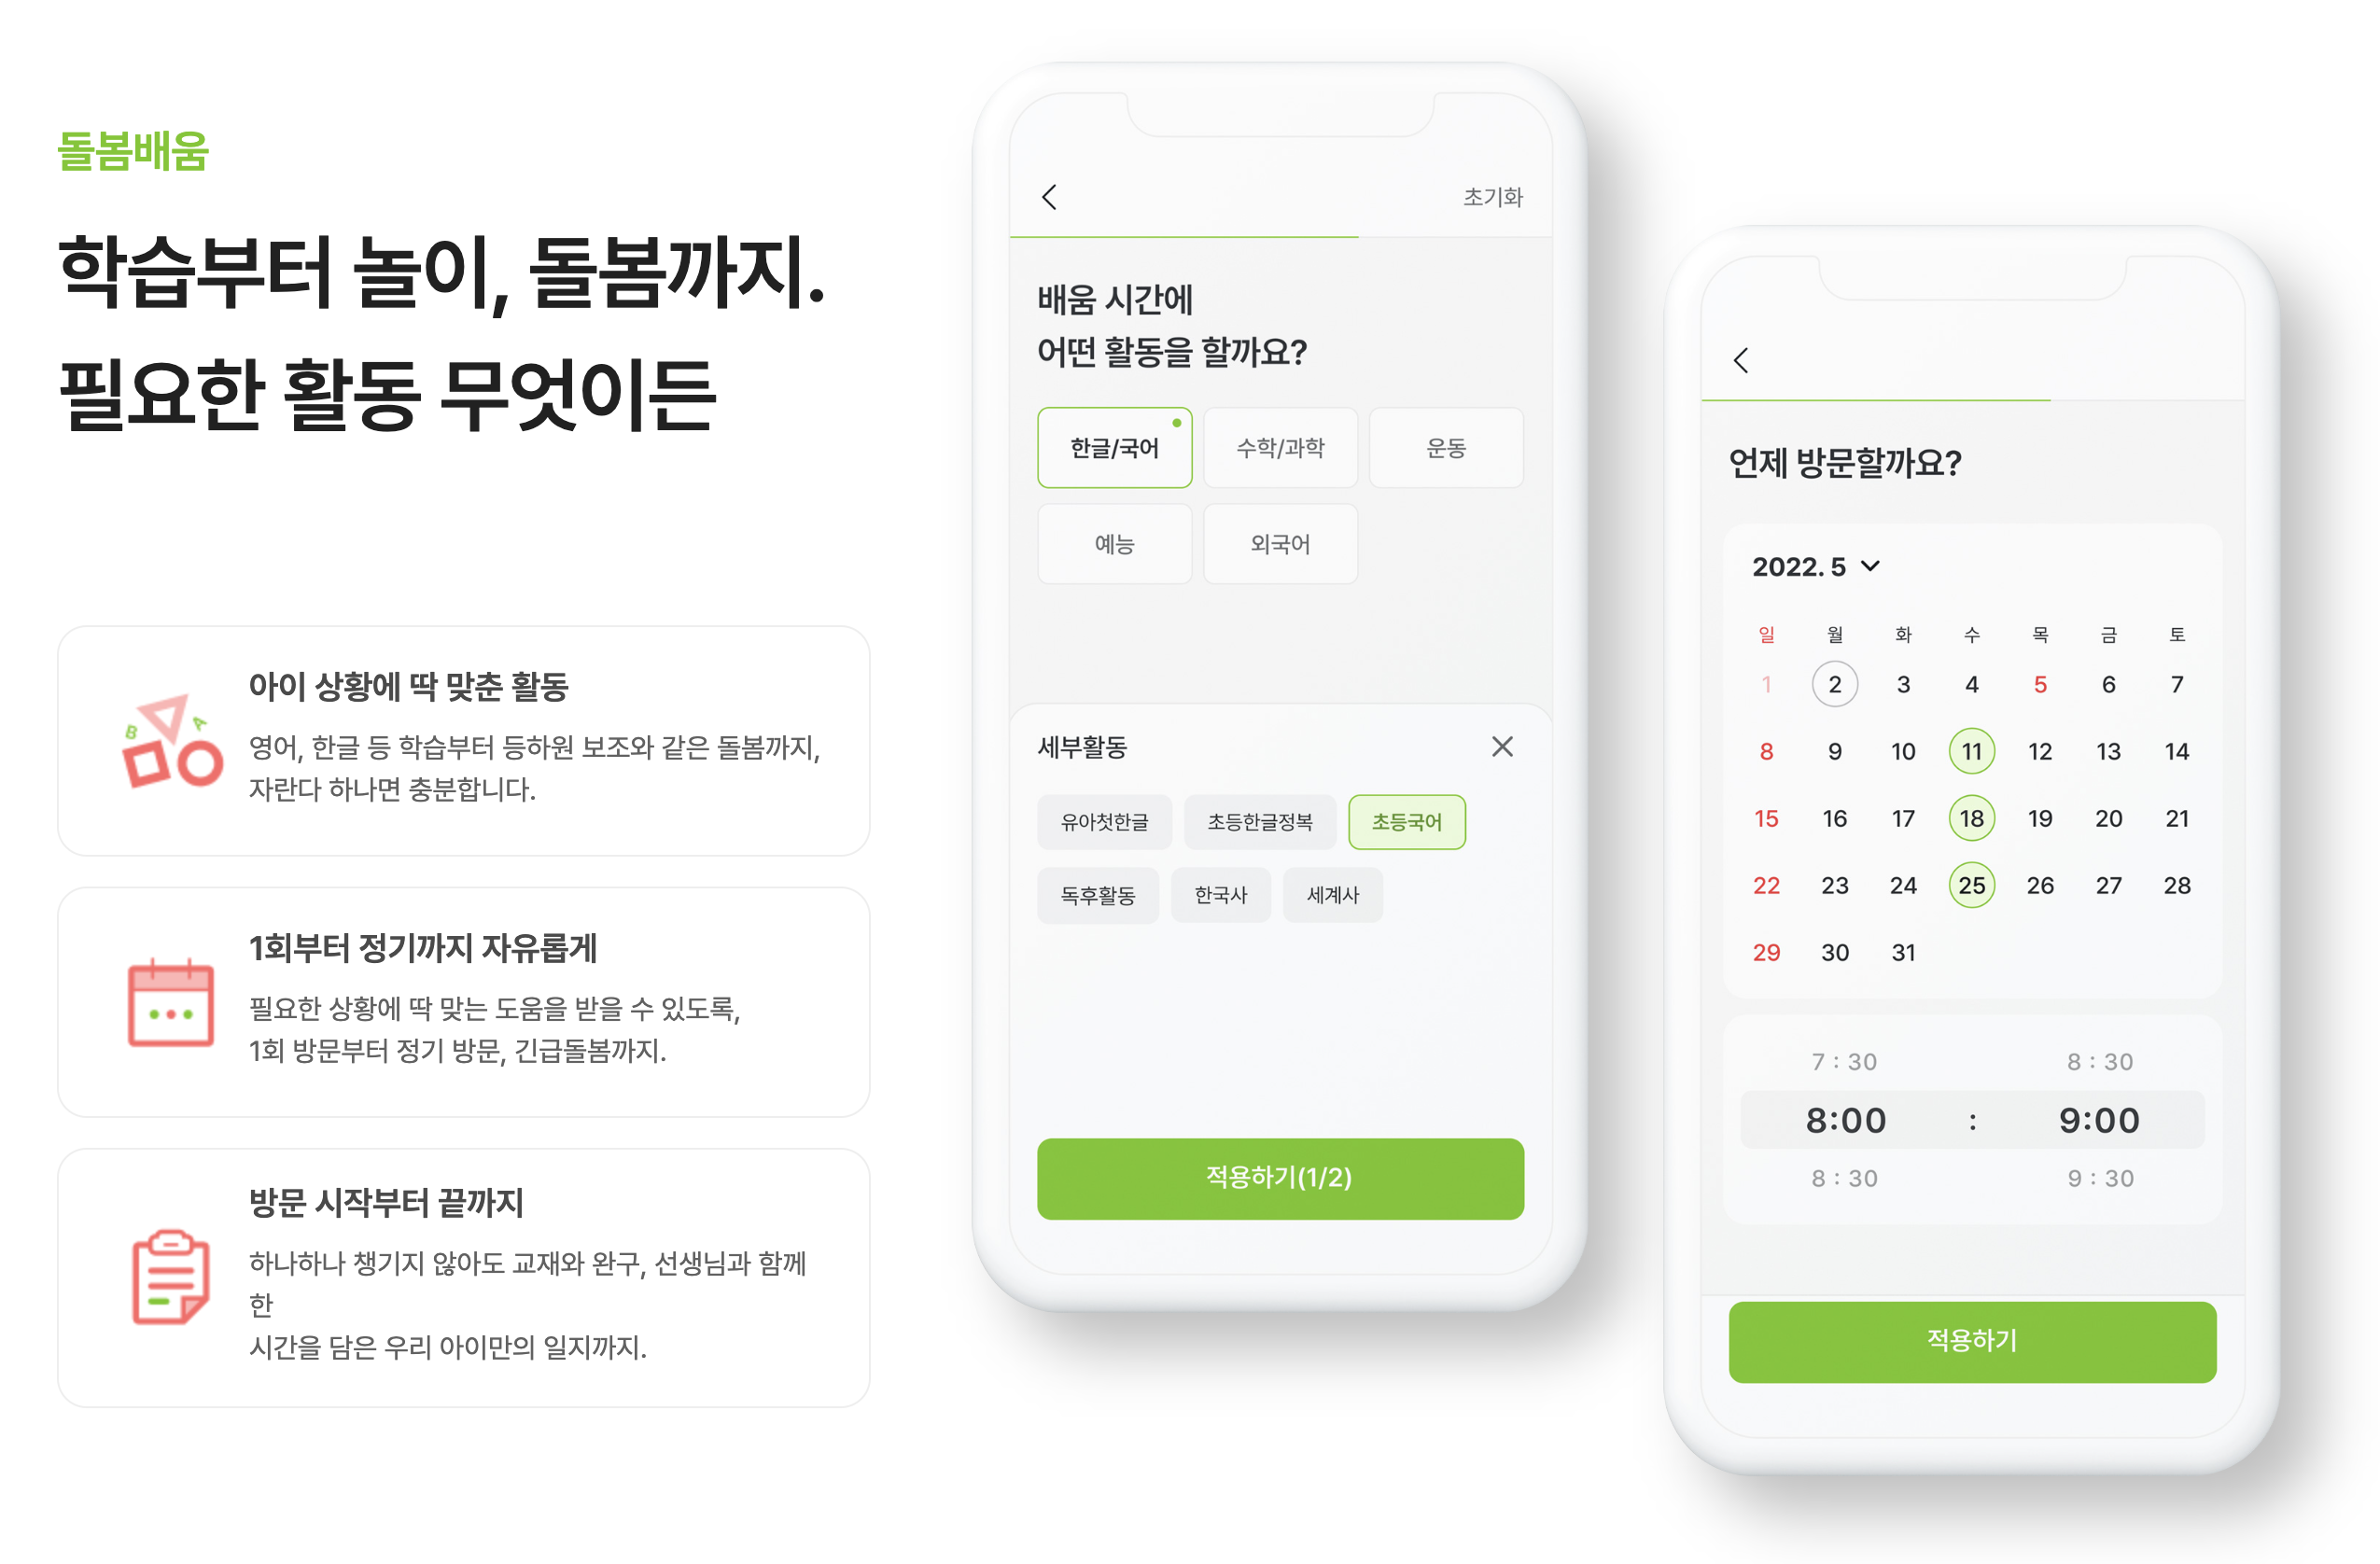 돌봄배움
학습부터 놀이, 돌봄까지.
필요한 활동 무엇이든
B
A
아이 상황에 딱 맞춘 활동
영어, 한글 등 학습부터 등하원 보조와 같은 돌봄까지,
자란다 하나면 충분합니다.
1회부터 정기까지 자유롭게
필요한 상황에 딱 맞는 도움을 받을 수 있도록,
1회 방문부터 정기 방문, 긴급돌봄까지.
방문 시작부터 끝까지
하나하나 챙기지 않아도 교재와 완구, 선생님과 함께
한
시간을 담은 우리 아이만의 일지까지.
초기화
배움 시간에
어떤 활동을 할까요?
한글/국어 수학/과학 운동
예능 외국어
세부활동
유아첫한글 초등한글정복 초등국어
독후활동 한국사 세계사
적용하기(1/2)
언제 방문할까요?
2022. 5
일 월 화 수 목 금 토
1 2 3 4 5 6 7
8 9 10 11 12 13 14
15 16 17 18 19 20 21
22 23 24 25 26 27 28
29 30 31
7 : 30 8 : 30
8:00 : 9:00
8 : 30 9 : 30
적용하기